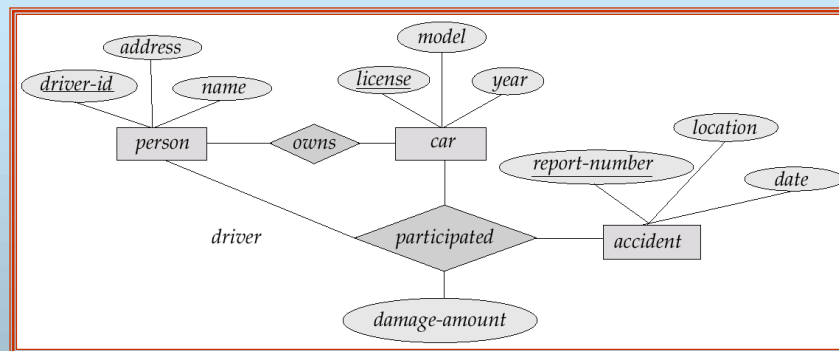 model
address
driver-id
name
license
year
person
owns
car
location
report-number
date
driver
participated
accident
damage-amount